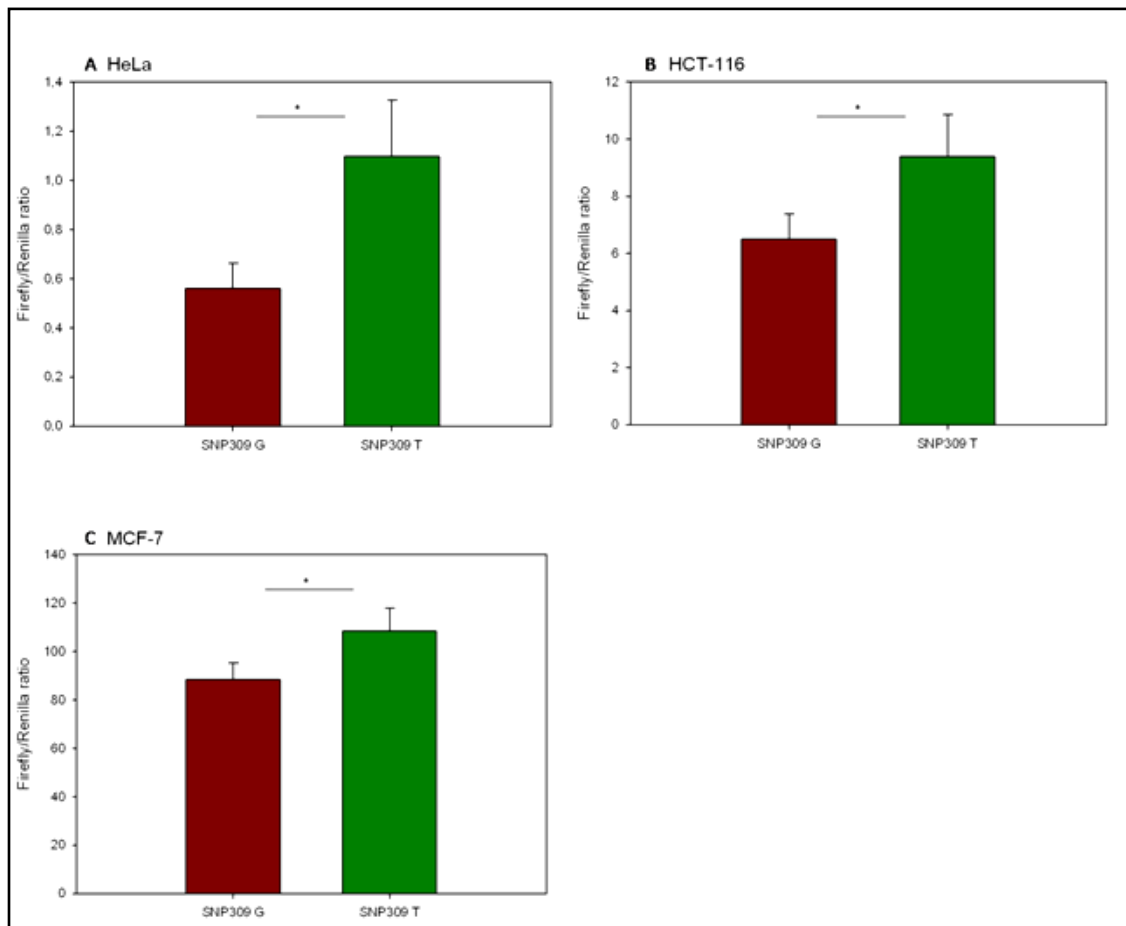 A HeLa
1,4
1,2
1,0
0,8
0,6
0,4
0,2
0,0
Firefly/Renilla ratio
*
SNP309 G
SNP309 T
B HCT-116
12
10
8
6
4
2
0
Firefly/Renilla ratio
*
SNP309 G
SNP309 T
C MCF-7
140
120
100
80
60
40
20
0
Firefly/Renilla ratio
*
SNP309 G
SNP309 T